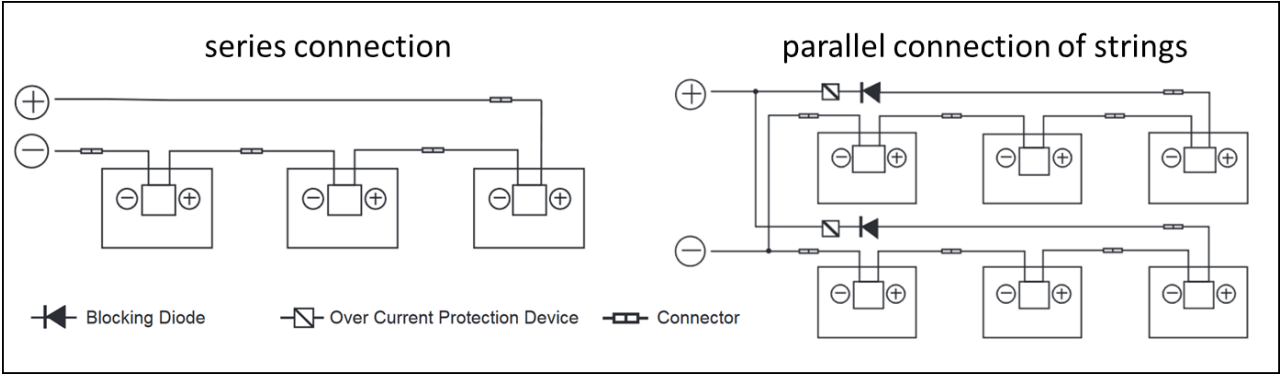 series connection
parallel connection of strings
+
−
− +
− +
− +
+
−
− +
− +
− +
− +
− +
− +
Blocking Diode
Over Current Protection Device
Connector